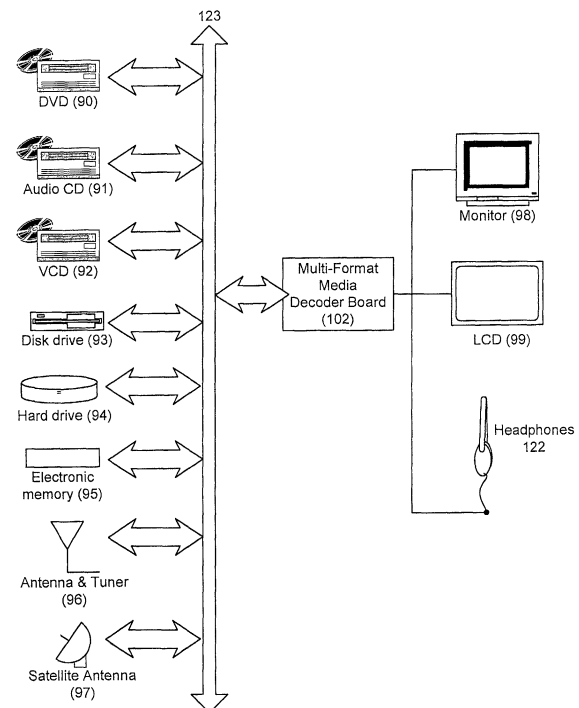 123
DVD (90)
Audio CD (91)
VCD (92)
Disk drive (93)
Hard drive (94)
Electronic
memory (95)
Antenna & Tuner
(96)
Satellite Antenna
(97)
Multi-Format
Media
Decoder Board
(102)
Monitor (98)
LCD (99)
Headphones
122